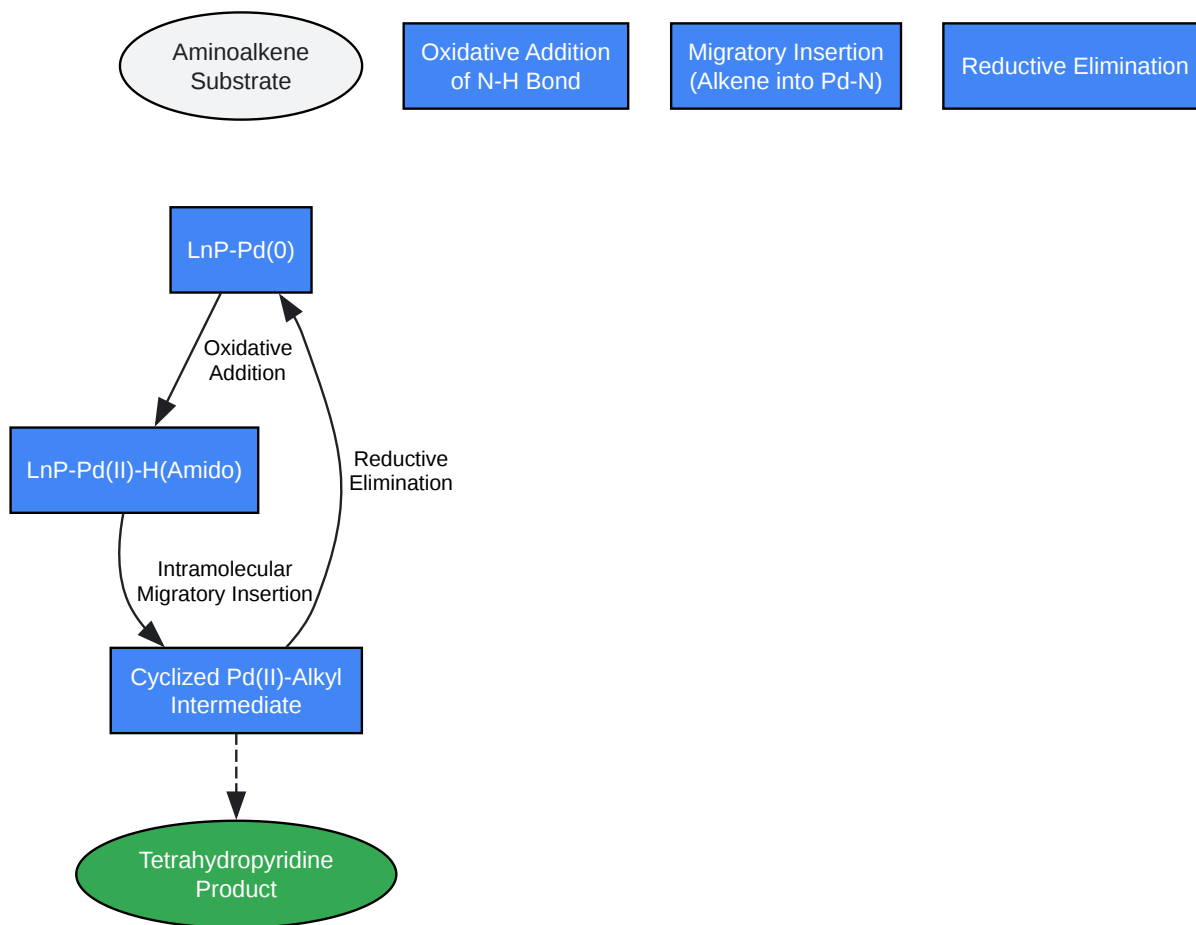 Aminoalkene
Substrate
Oxidative Addition
of N-H Bond
Migratory Insertion
(Alkene into Pd-N)
Reductive Elimination
LnP-Pd(0)
Oxidative
Addition
LnP-Pd(II)-H(Amido)
Reductive
Elimination
Intramolecular
Migratory Insertion
Cyclized Pd(II)-Alkyl
Intermediate
Tetrahydropyridine
Product